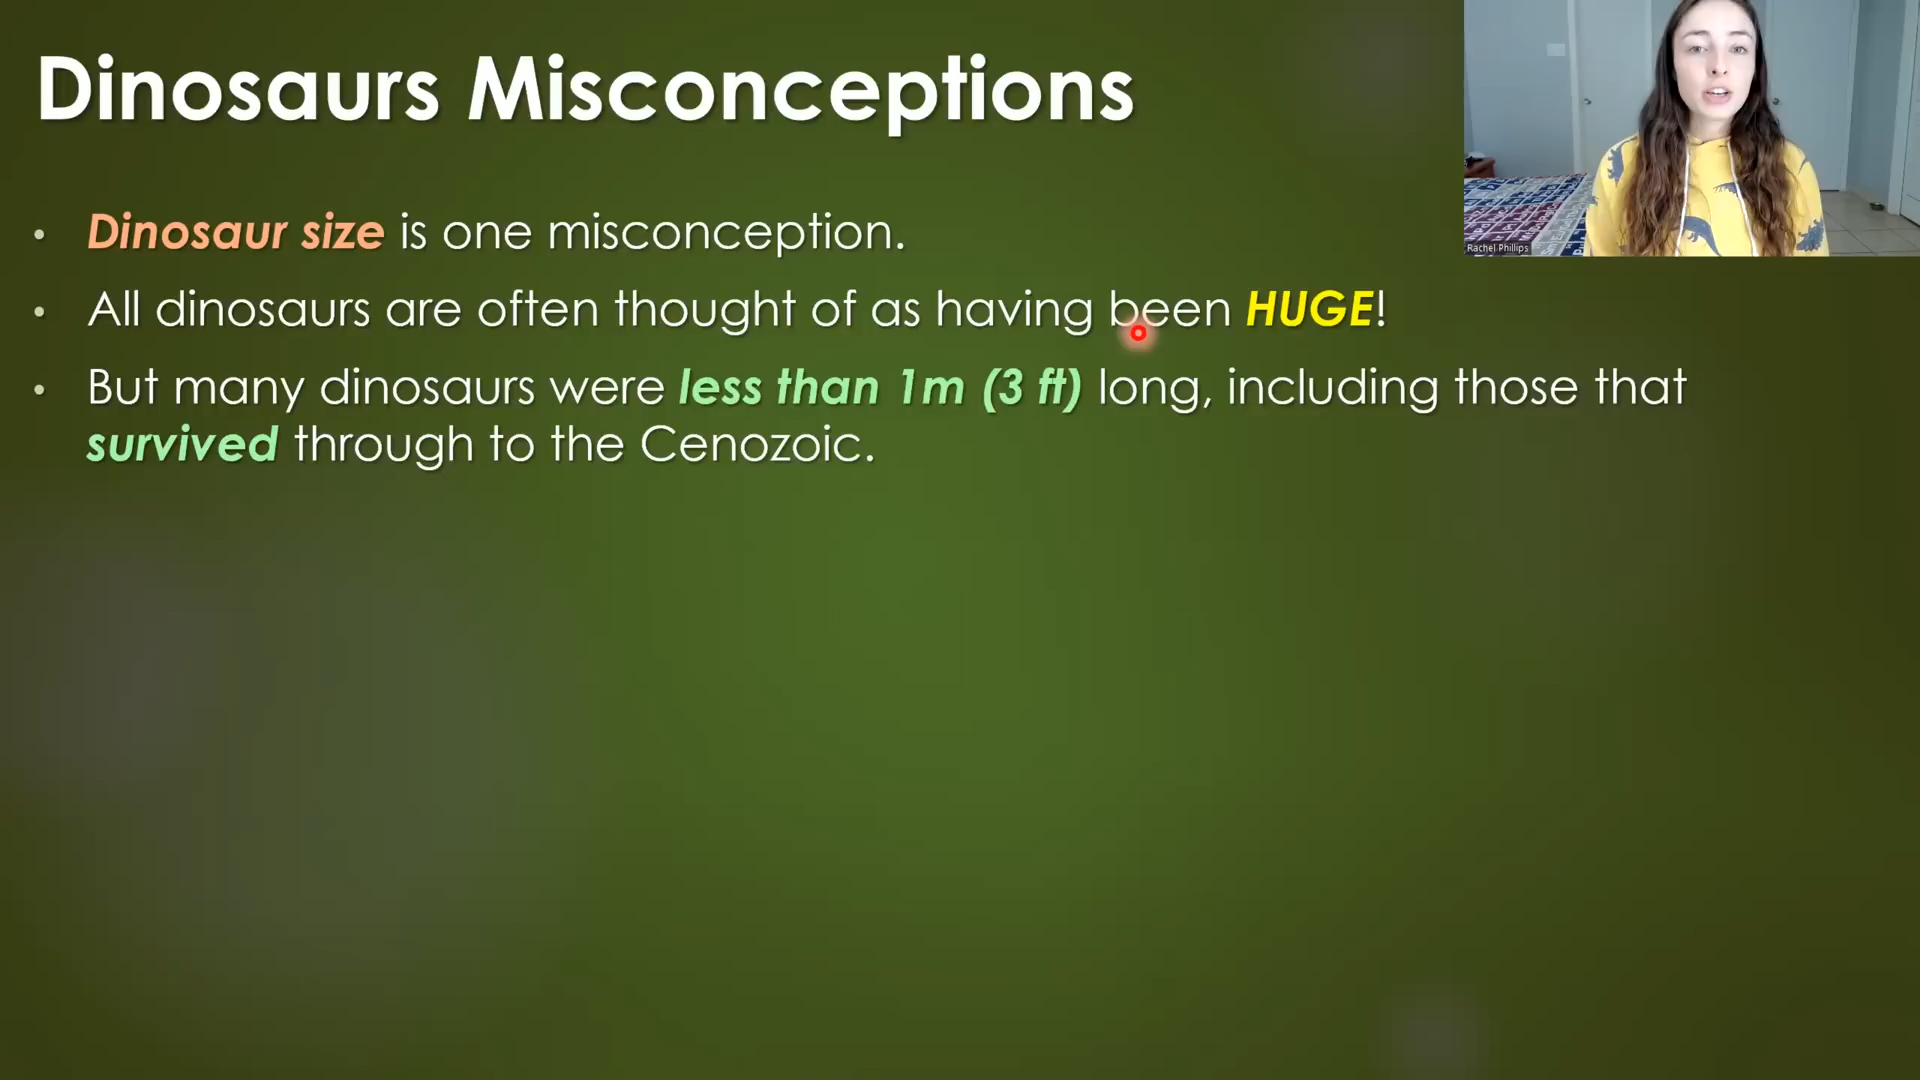 Dinosaurs Misconceptions
• Dinosaur size is one misconception.
• All dinosaurs are often thought of as having been HUGE!
• But many dinosaurs were less than 1m (3 ft) long, including those that
survived through to the Cenozoic.
Rachel Phillips